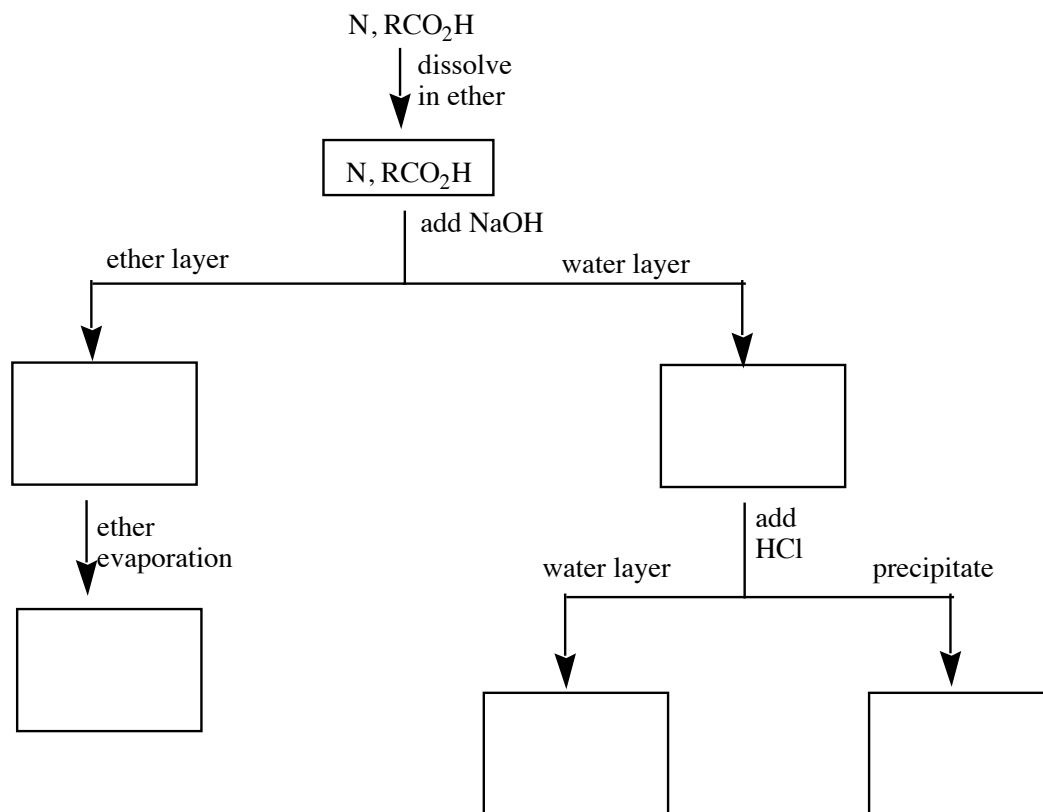 N, RCO₂H
dissolve
in ether
N, RCO₂H
add NaOH
ether layer
water layer
ether
evaporation
add
HCl
water layer
precipitate